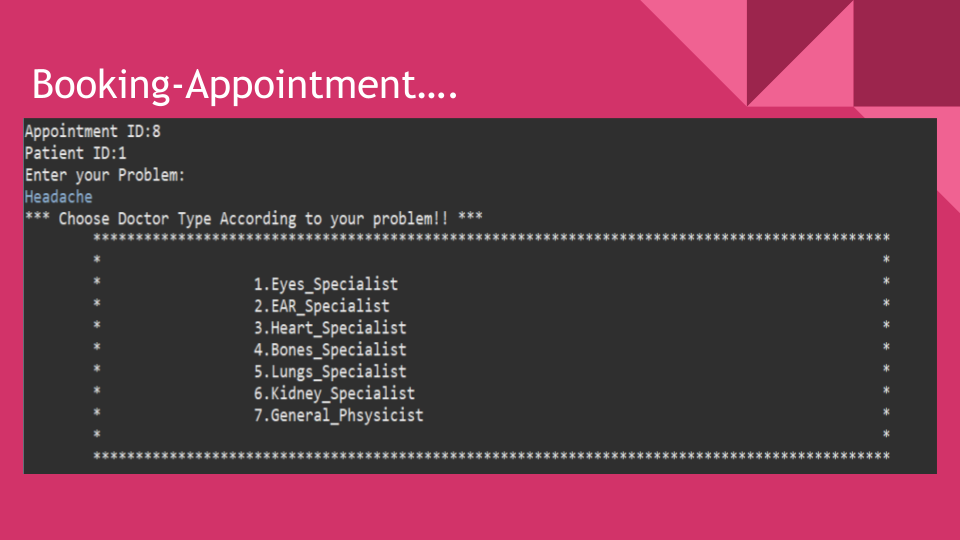 Booking-Appointment....
Appointment ID:8
Patient ID:1
Enter your Problem:
Headache
*** Choose Doctor Type According to your problem!! ***
**********************************************************************************************
* *
* 1.Eyes_Specialist *
* 2.EAR_Specialist *
* 3.Heart_Specialist *
* 4.Bones_Specialist *
* 5.Lungs_Specialist *
* 6.Kidney_Specialist *
* 7.General_Phsysicist *
* *
**********************************************************************************************